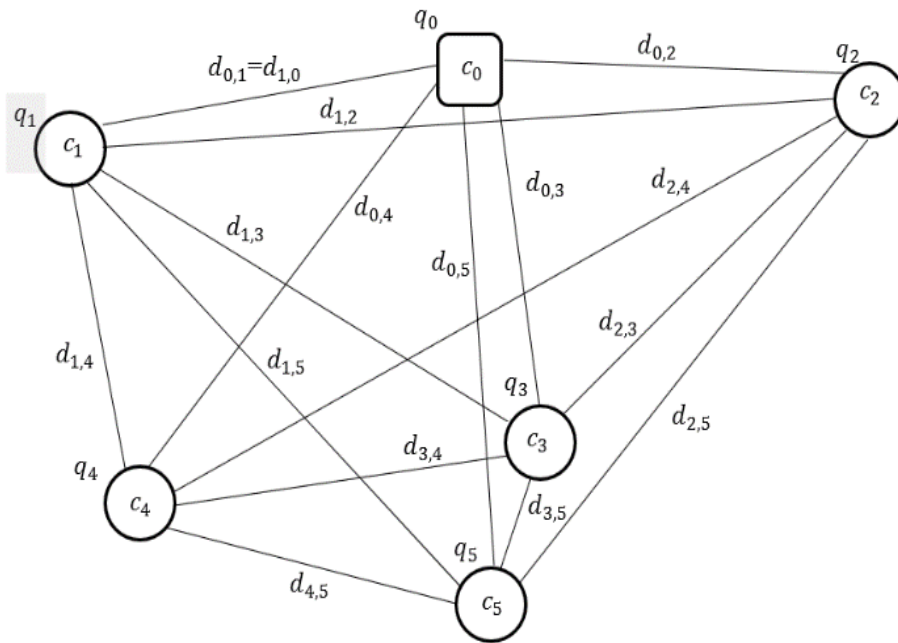 q₀
d₀,₂
q₂
d₀,₁=d₁,₀
c₀
c₂
q₁
d₁,₂
c₁
d₀,₃
d₂,₄
d₀,₄
d₁,₃
d₀,₅
d₂,₃
d₁,₄
d₁,₅
q₃
d₂,₅
c₃
d₃,₄
q₄
c₄
d₃,₅
q₅
d₄,₅
c₅